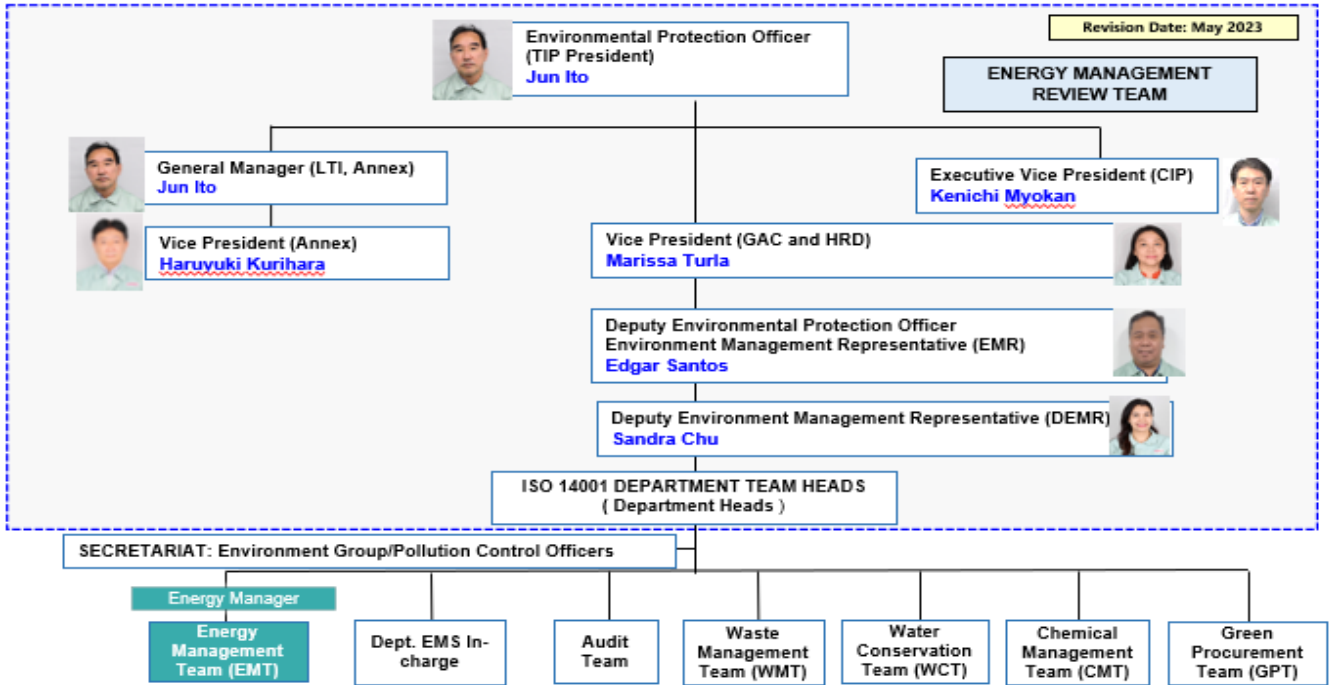 Environmental Protection Officer
(TIP President)
Jun Ito
Revision Date: May 2023
ENERGY MANAGEMENT
REVIEW TEAM
General Manager (LTI, Annex)
Jun Ito
Executive Vice President (CIP)
Kenichi Myokan
Vice President (Annex)
Haruyuki Kurihara
Vice President (GAC and HRD)
Marissa Turla
Deputy Environmental Protection Officer
Environment Management Representative (EMR)
Edgar Santos
Deputy Environment Management Representative (DEMR)
Sandra Chu
ISO 14001 DEPARTMENT TEAM HEADS
( Department Heads )
SECRETARIAT: Environment Group/Pollution Control Officers
Energy Manager
Energy
Management
Team (EMT)
Dept. EMS In-
charge
Audit
Team
Waste
Management
Team (WMT)
Water
Conservation
Team (WCT)
Chemical
Management
Team (CMT)
Green
Procurement
Team (GPT)